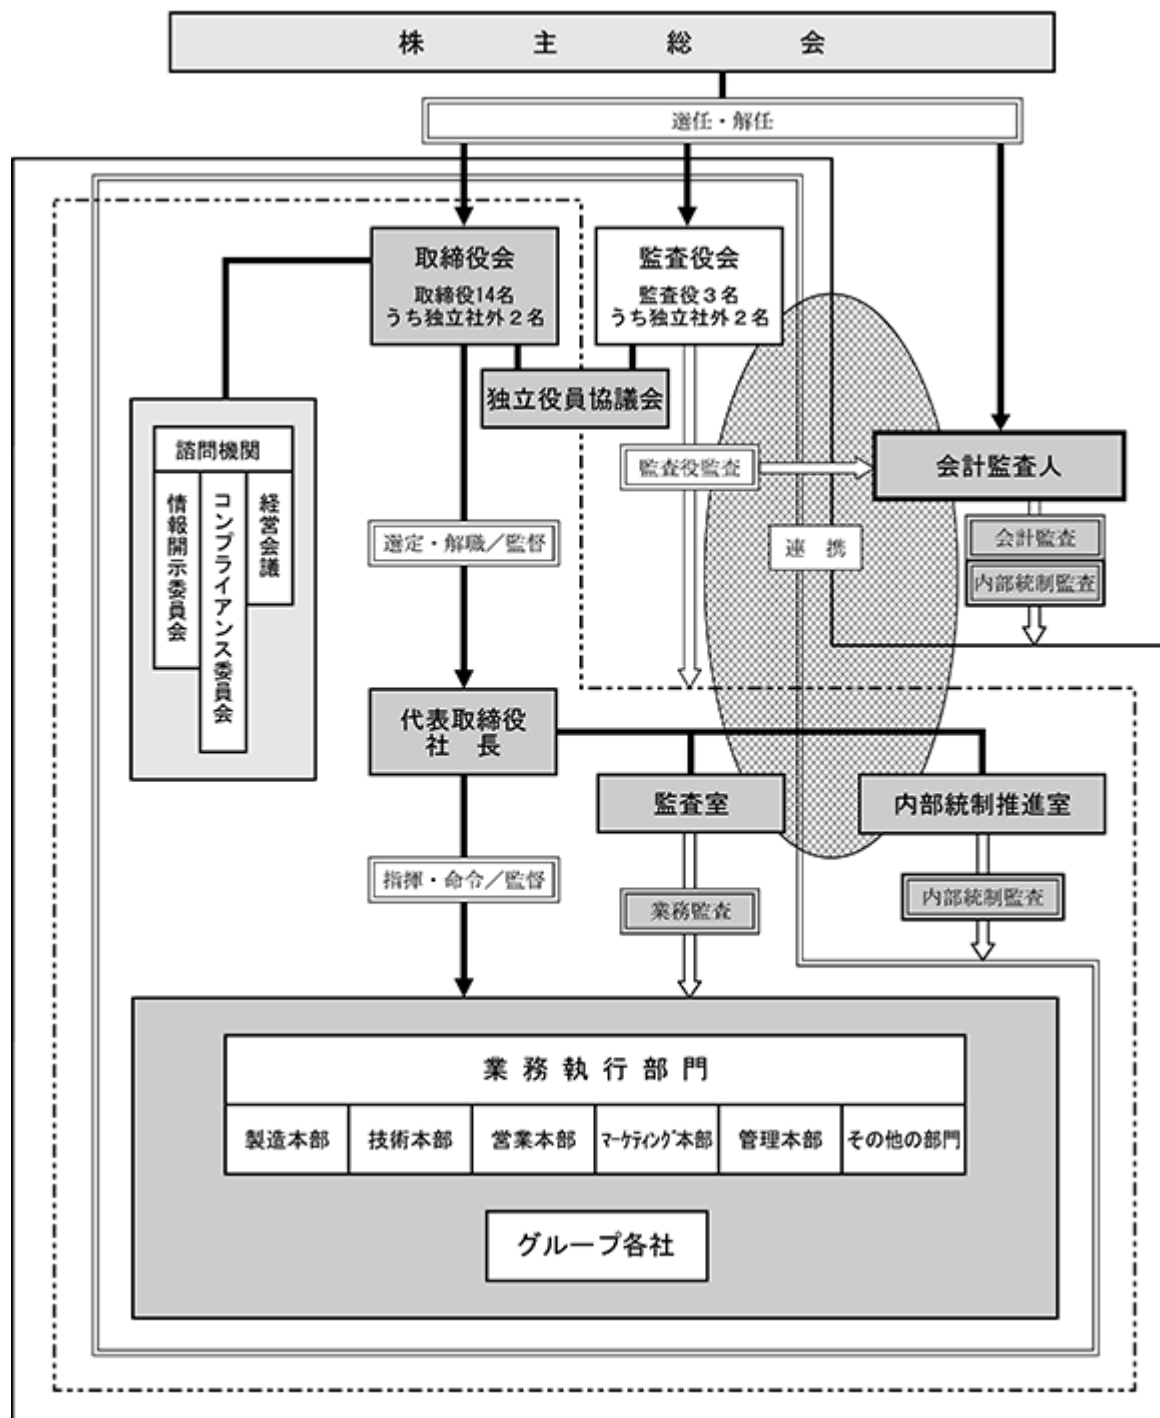 株主総会
選任・解任
取締役会
取締役14名
うち独立社外2名
監査役会
監査役3名
うち独立社外2名
独立役員協議会
諮問機関
情報開示委員会
コンプライアンス委員会
経営会議
監査役監査
会計監査人
選定・解職／監督
連携
会計監査
内部統制監査
代表取締役
社長
監査室
内部統制推進室
指揮・命令／監督
業務監査
内部統制監査
業務執行部門
製造本部
技術本部
営業本部
ﾏｰｹﾃｨﾝｸﾞ本部
管理本部
その他の部門
グループ各社